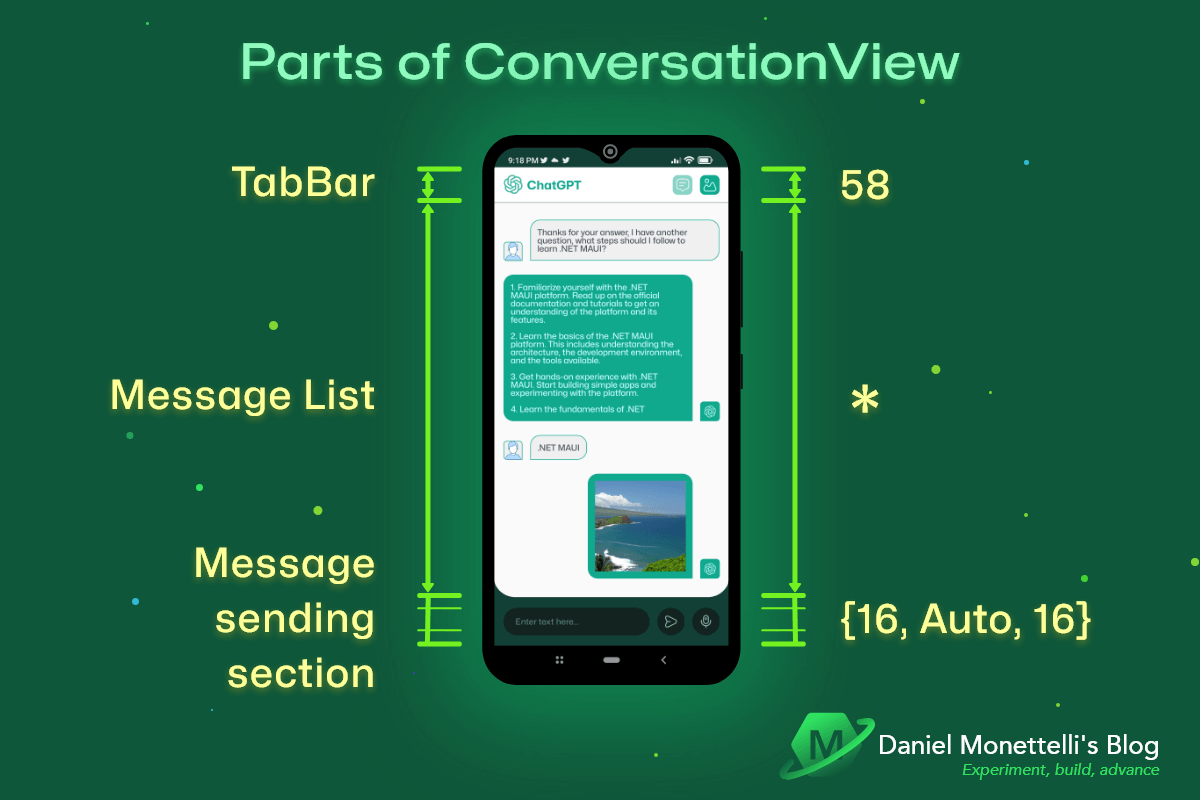 Parts of ConversationView
TabBar
58
Message List
*
Message
sending
section
{16, Auto, 16}
9:18 PM
ChatGPT
Thanks for your answer, I have another
question, what steps should I follow to
learn .NET MAUI?
1. Familiarize yourself with the .NET
MAUI platform. Read up on the official
documentation and tutorials to get an
understanding of the platform and its
features.
2. Learn the basics of the .NET MAUI
platform. This includes understanding the
architecture, the development environment,
and the tools available.
3. Get hands-on experience with .NET
MAUI. Start building simple apps and
experimenting with the platform.
4. Learn the fundamentals of .NET
.NET MAUI
Enter text here...
M
Daniel Monettelli's Blog
Experiment, build, advance